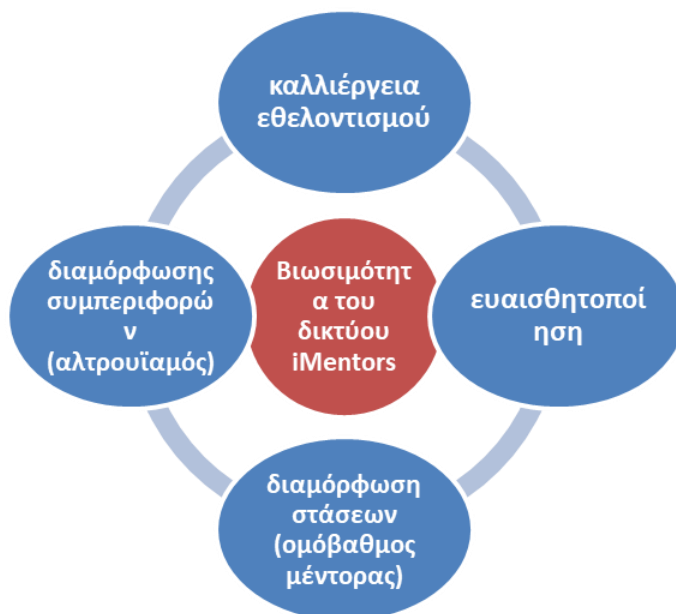 καλλιέργεια
εθελοντισμού
διαμόρφωσης
συμπεριφορώ
ν
(αλτρουϊαμός)
Βιωσιμότητ
α του
δικτύου
iMentors
ευαισθητοποί
ηση
διαμόρφωση
στάσεων
(ομόβαθμος
μέντορας)